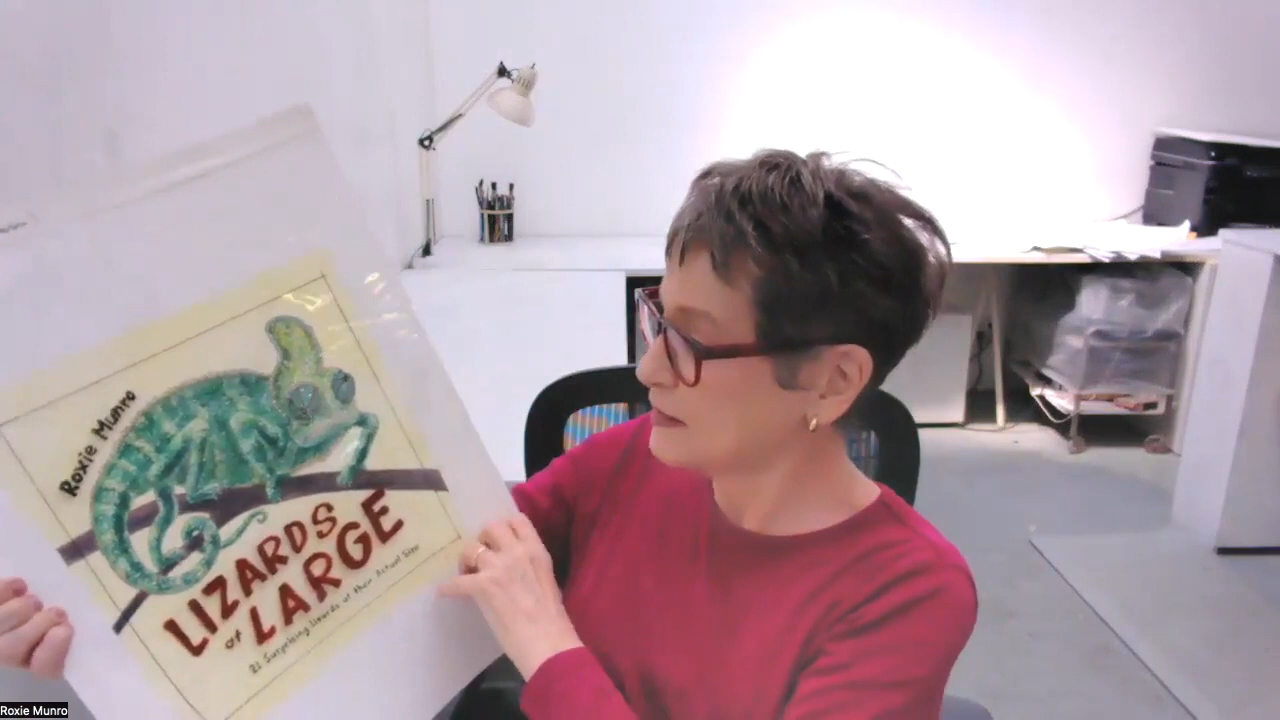 Roxie Munro
LIZARDS
at LARGE
21 Surprising Lizards at their Actual Size
Roxie Munro